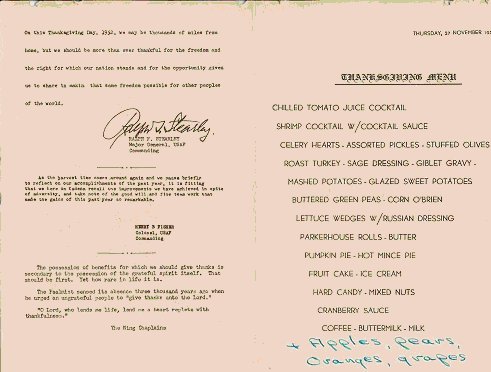 On this Thanksgiving Day, 1952, we may be thousands of miles from
home, but we should be more than ever thankful for the freedom and
the right for which our nation stands and for the opportunity given
us to share to makin that same freedom possible for other peoples
of the world.
Ralph F. Stearley
RALPH F. STEARLEY
Major General, USAF
Commanding
As the harvest time comes around again and we pause briefly
to reflect on our accomplishments of the past year, it is fitting
that we here in Kadena recall the improvements we have achieved in spite
of adversity, and take note of the good will and fine team work that
make the gains of this past year so remarkable.
Colonel, USAF
Commanding
The possession of benefits for which we should give thanks is
secondary to the possession of the grateful spirit itself. That
should be first. Yet how rare in life it is.
The Psalmist sensed its absence three thousand years ago when
he urged an ungrateful people to "give thanks unto the Lord."
"O Lord, who lends me life, lend me a heart replete with
thankfulness."
The Wing Chaplains
THURSDAY, 27 NOVEMBER
THANKSGIVING MENU
CHILLED TOMATO JUICE COCKTAIL
SHRIMP COCKTAIL W/COCKTAIL SAUCE
CELERY HEARTS - ASSORTED PICKLES - STUFFED OLIVES
ROAST TURKEY - SAGE DRESSING - GIBLET GRAVY -
MASHED POTATOES - GLAZED SWEET POTATOES
BUTTERED GREEN PEAS - CORN O'BRIEN
LETTUCE WEDGES W/RUSSIAN DRESSING
PARKERHOUSE ROLLS - BUTTER
PUMPKIN PIE - HOT MINCE PIE
FRUIT CAKE - ICE CREAM
HARD CANDY - MIXED NUTS
CRANBERRY SAUCE
COFFEE - BUTTERMILK - MILK
+ Apples, pears,
Oranges, grapes